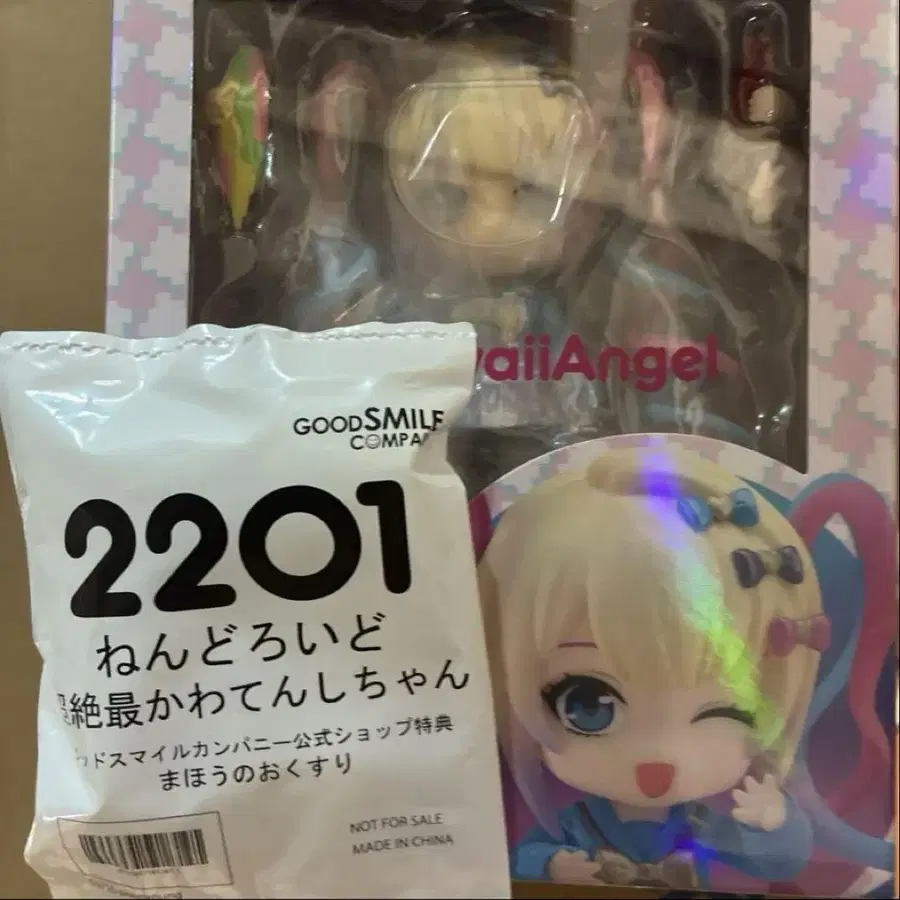 waiiAngel
GOODSMILE
COMPA
2201
ねんどろいど
超絶最かわてんしちゃん
ッドスマイルカンパニー公式ショップ特典
まほうのおくすり
NOT FOR SALE
MADE IN CHINA